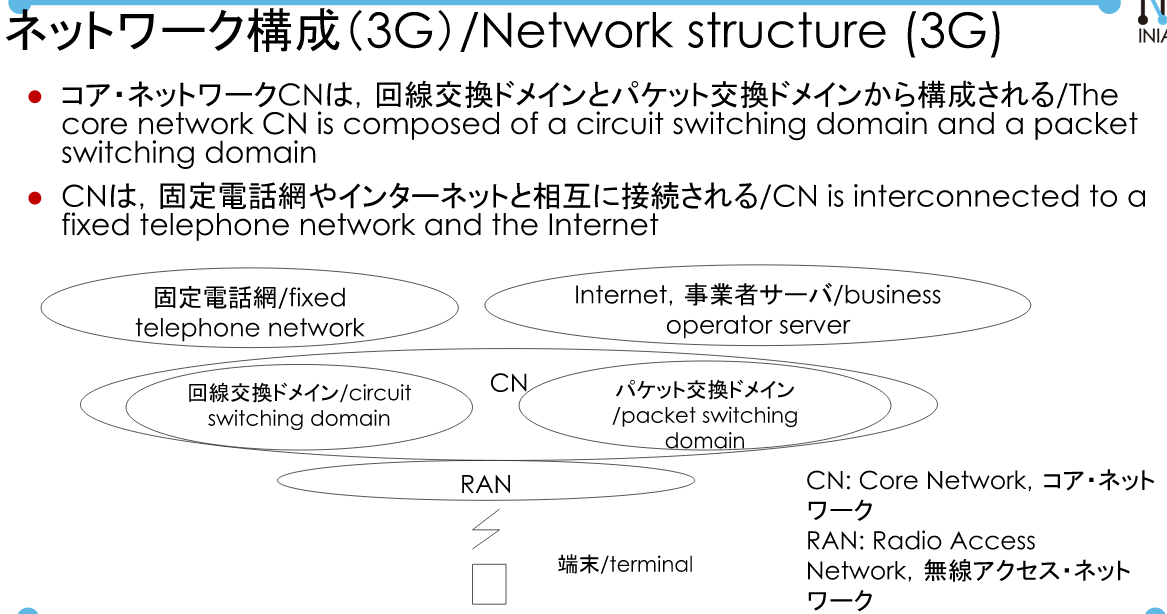 ネットワーク構成（3G）/Network structure (3G)
● コア・ネットワークCNは，回線交換ドメインとパケット交換ドメインから構成される/The
core network CN is composed of a circuit switching domain and a packet
switching domain
● CNは，固定電話網やインターネットと相互に接続される/CN is interconnected to a
fixed telephone network and the Internet
固定電話網/fixed
telephone network
Internet，事業者サーバ/business
operator server
CN
回線交換ドメイン/circuit
switching domain
パケット交換ドメイン
/packet switching
domain
RAN
端末/terminal
CN: Core Network，コア・ネット
ワーク
RAN: Radio Access
Network，無線アクセス・ネット
ワーク